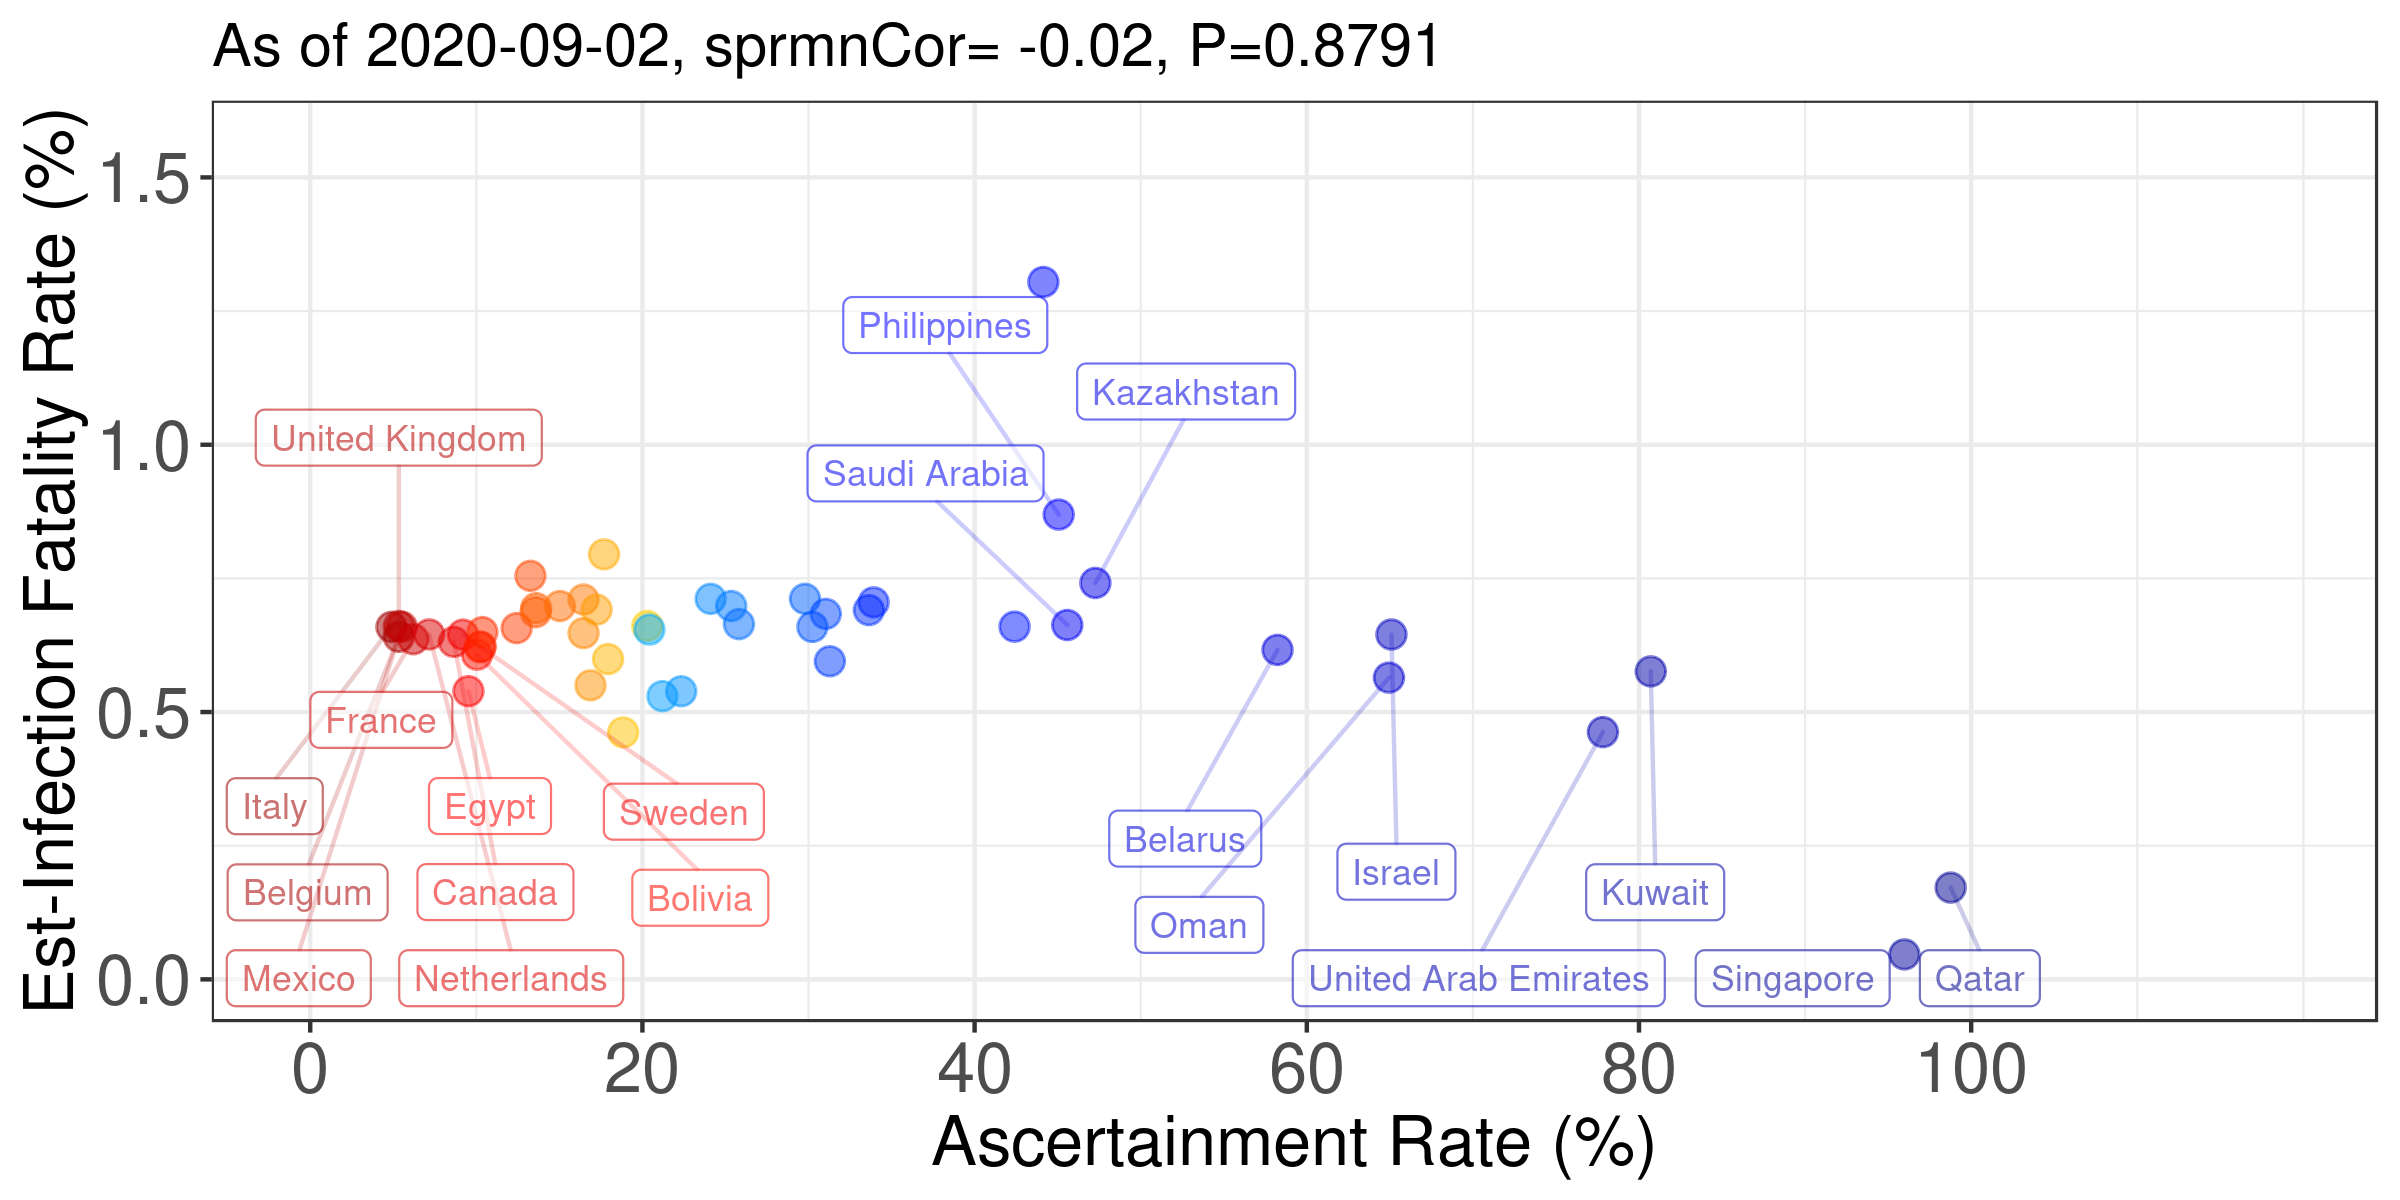 As of 2020-09-02, sprmnCor= -0.02, P=0.8791
Est-Infection Fatality Rate (%)
1.5
1.0
0.5
0.0
Philippines
Kazakhstan
United Kingdom
Saudi Arabia
France
Italy
Egypt
Sweden
Belarus
Israel
Belgium
Canada
Bolivia
Kuwait
Oman
Mexico
Netherlands
United Arab Emirates
Singapore
Qatar
0 20 40 60 80 100
Ascertainment Rate (%)